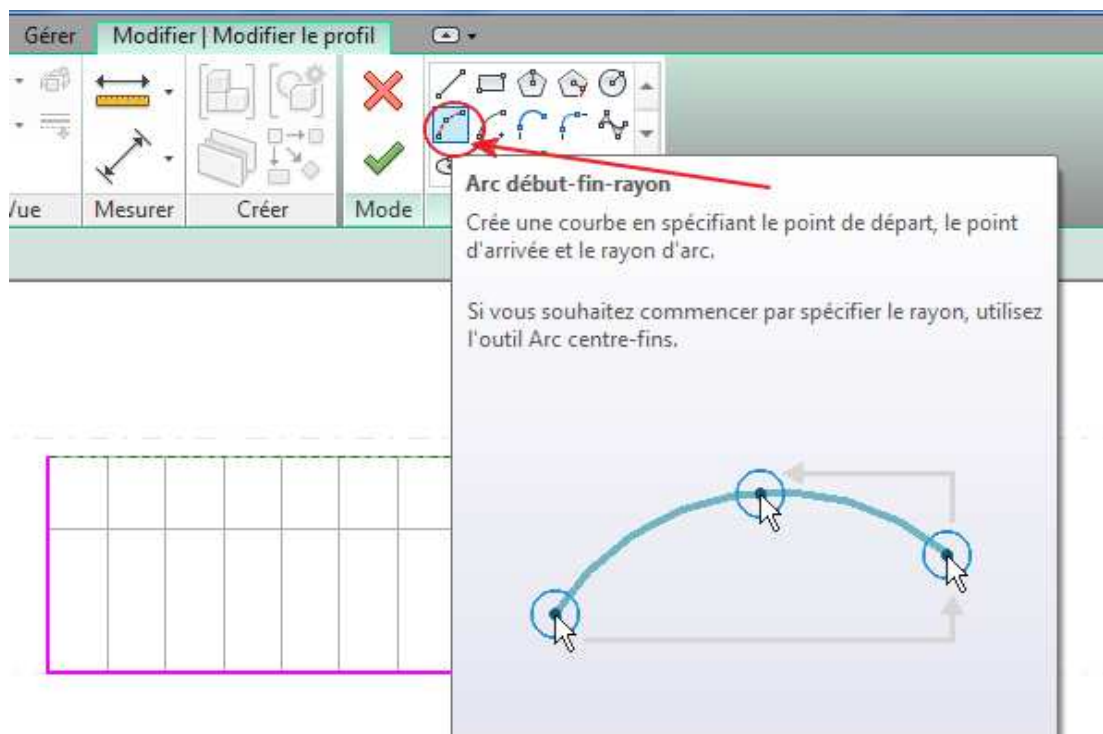 Gérer Modifier | Modifier le profil
Mesurer Créer Mode
Arc début-fin-rayon
Crée une courbe en spécifiant le point de départ, le point
d'arrivée et le rayon d'arc.
Si vous souhaitez commencer par spécifier le rayon, utilisez
l'outil Arc centre-fins.